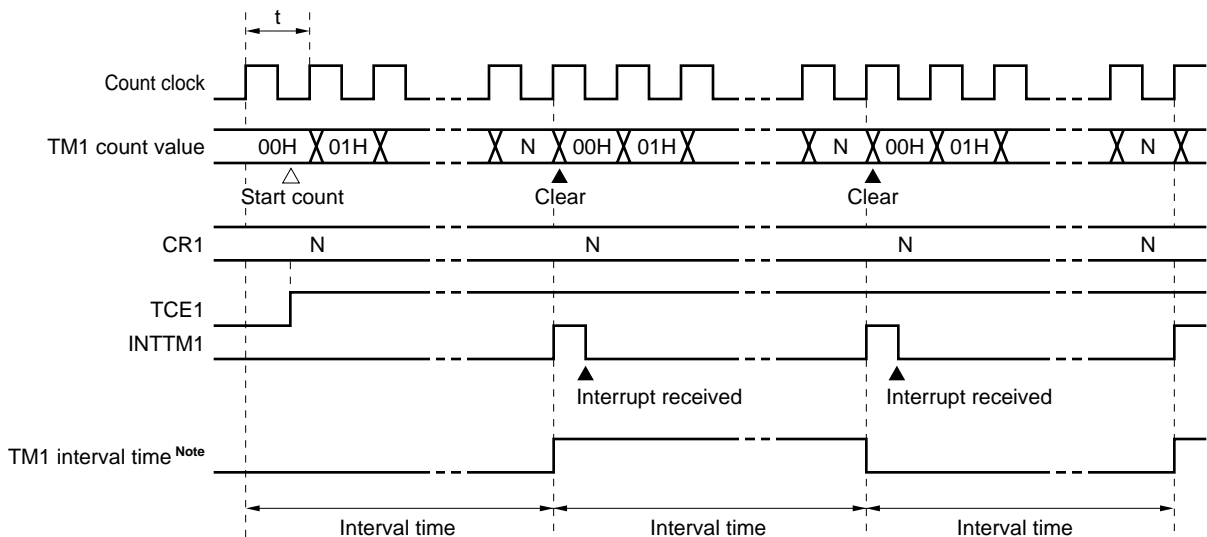 t
Count clock
TM1 count value 00H 01H N 00H 01H N 00H 01H N
Start count Clear Clear
CR1 N N N N
TCE1
INTTM1
Interrupt received Interrupt received
TM1 interval time Note
Interval time Interval time Interval time